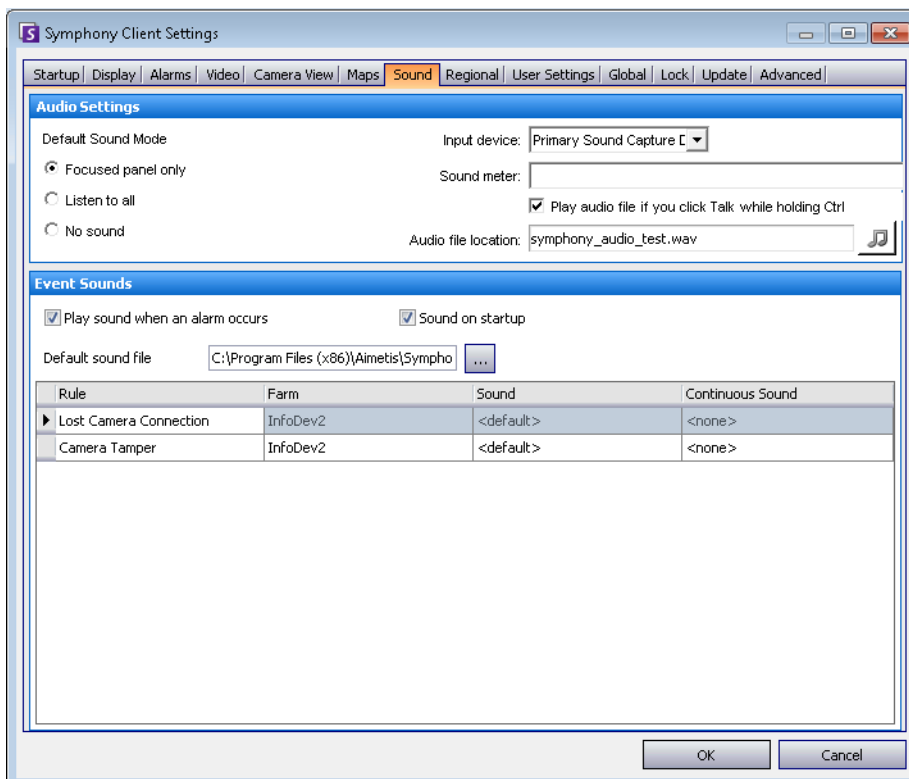 Symphony Client Settings
Startup Display Alarms Video Camera View Maps Sound Regional User Settings Global Lock Update Advanced
Audio Settings
Default Sound Mode
Focused panel only
Listen to all
No sound
Input device: Primary Sound Capture D
Sound meter:
Play audio file if you click Talk while holding Ctrl
Audio file location: symphony_audio_test.wav
Event Sounds
Play sound when an alarm occurs Sound on startup
Default sound file C:\Program Files (x86)\Aimetis\Sympho ...
Rule Farm Sound Continuous Sound
Lost Camera Connection InfoDev2 <default> <none>
Camera Tamper InfoDev2 <default> <none>
OK Cancel